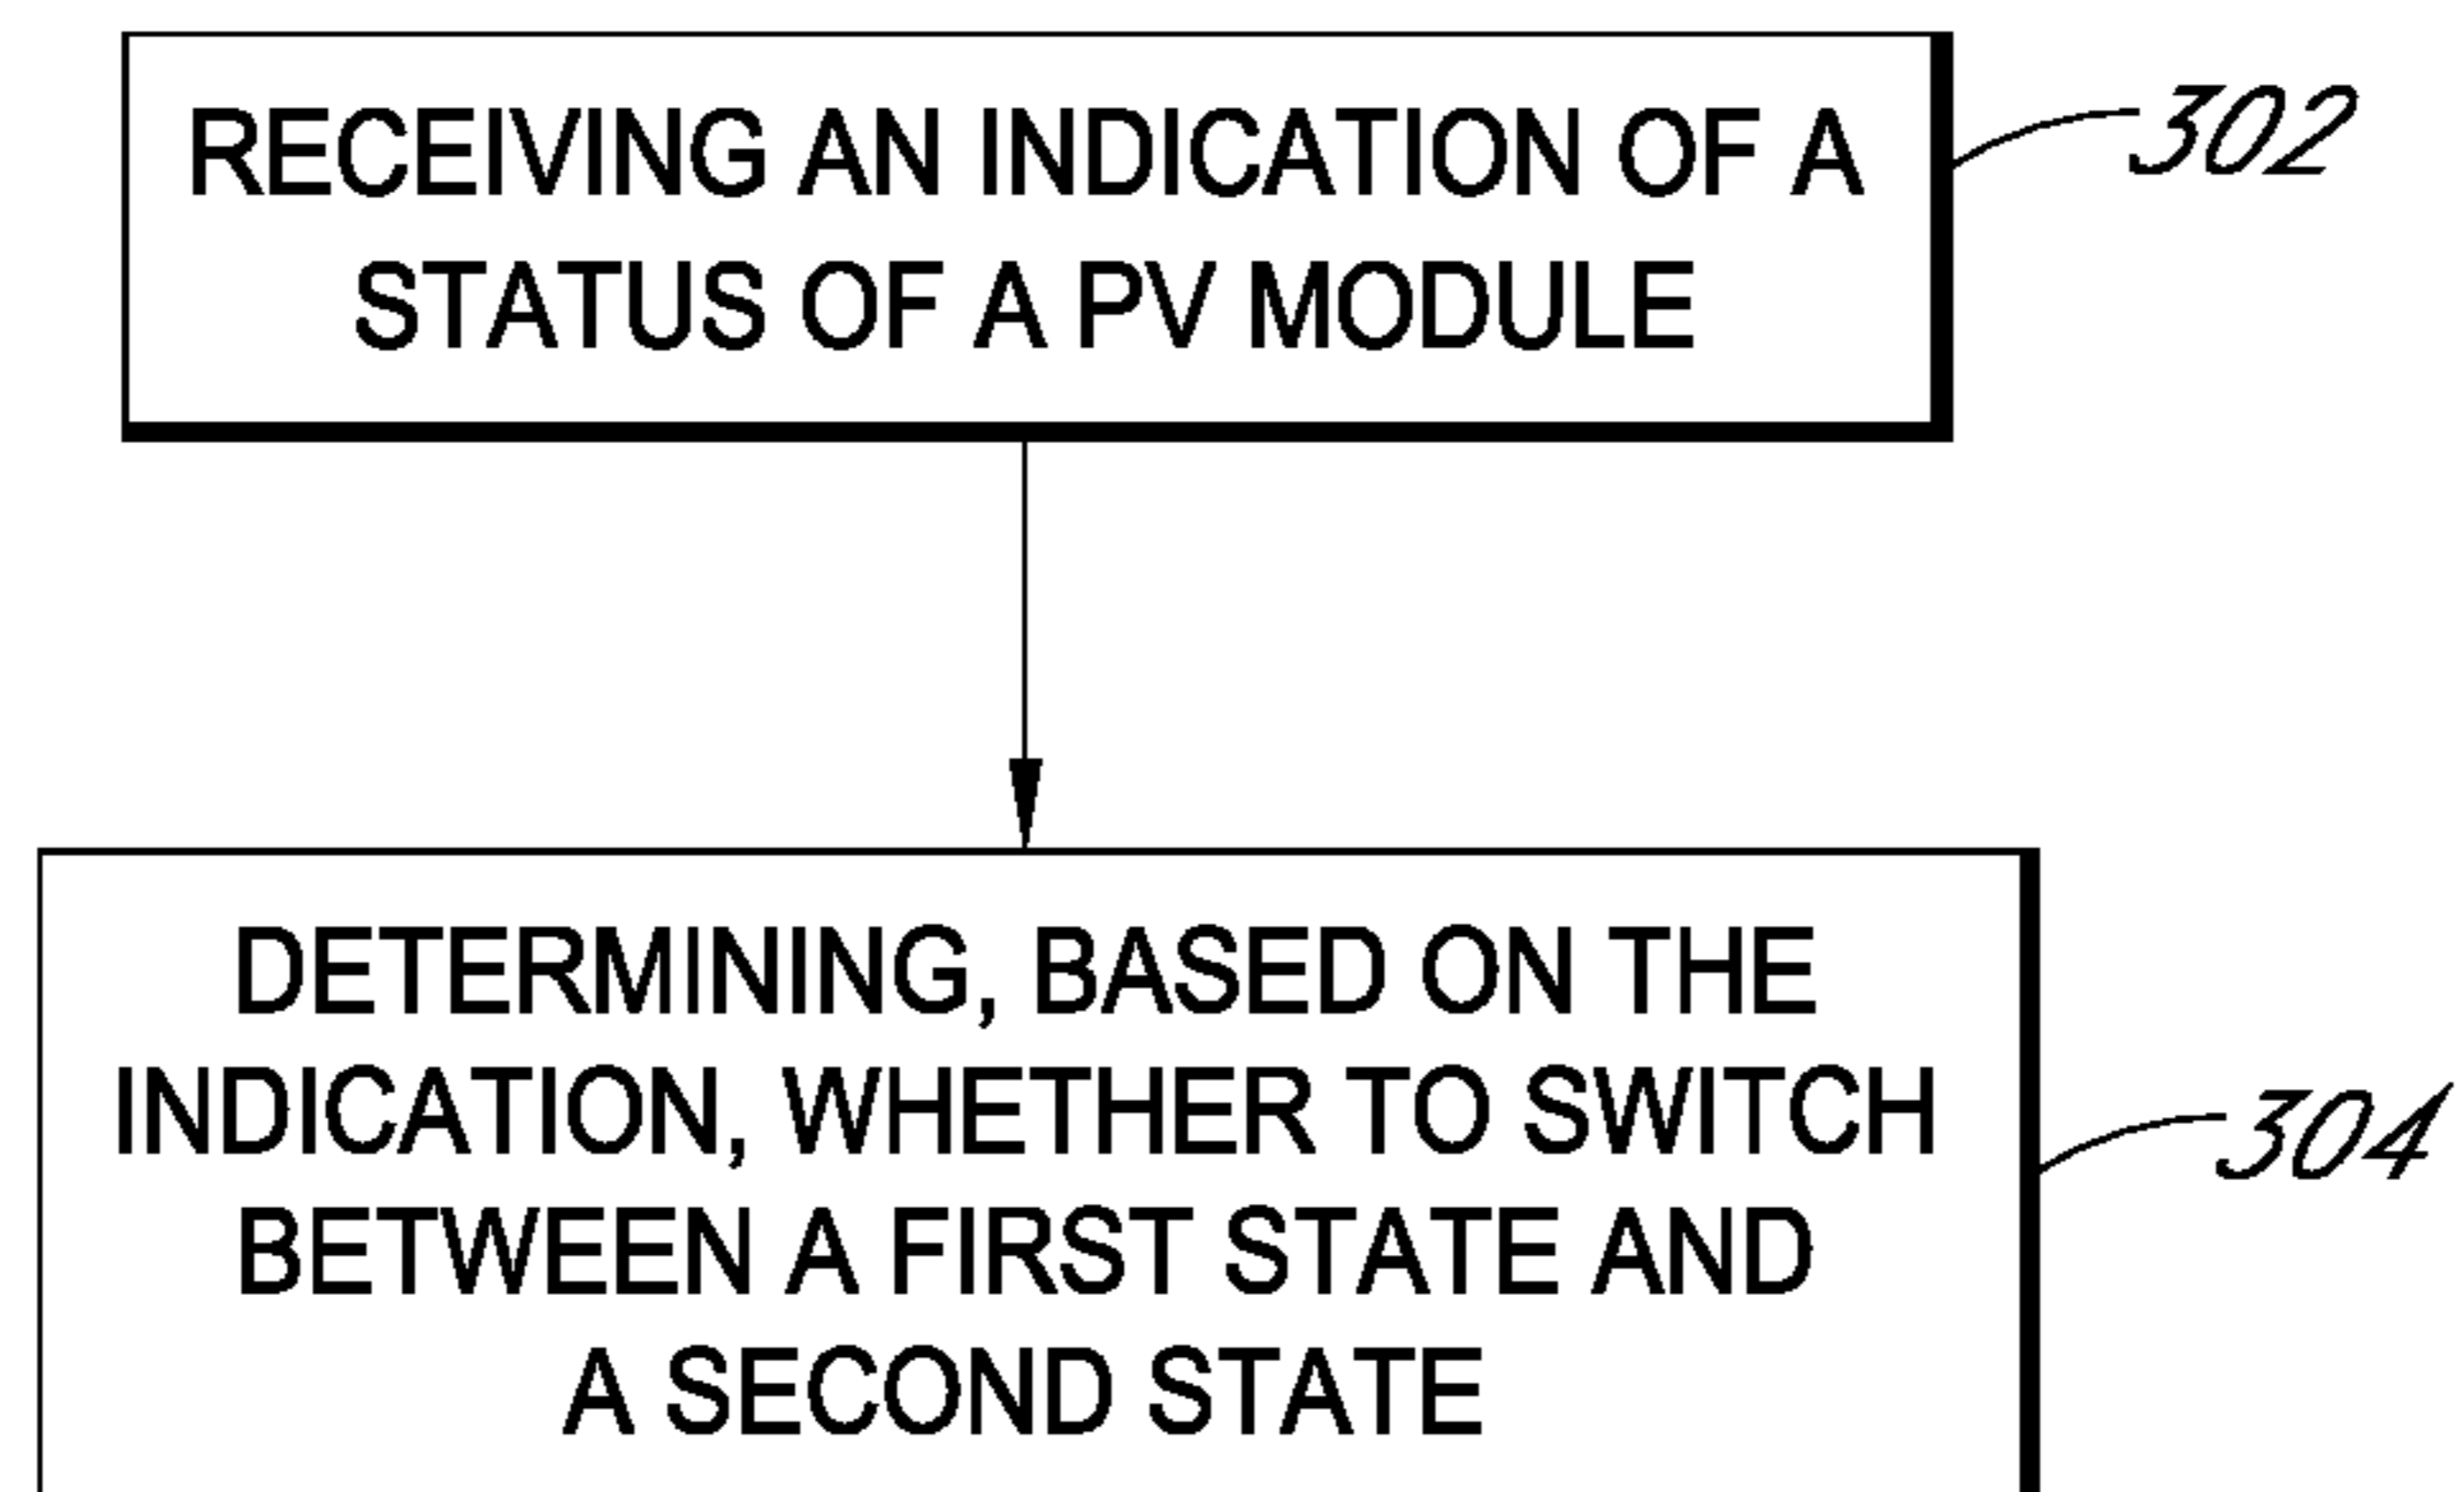 RECEIVING AN INDICATION OF A
STATUS OF A PV MODULE
302
DETERMINING, BASED ON THE
INDICATION, WHETHER TO SWITCH
BETWEEN A FIRST STATE AND
A SECOND STATE
304